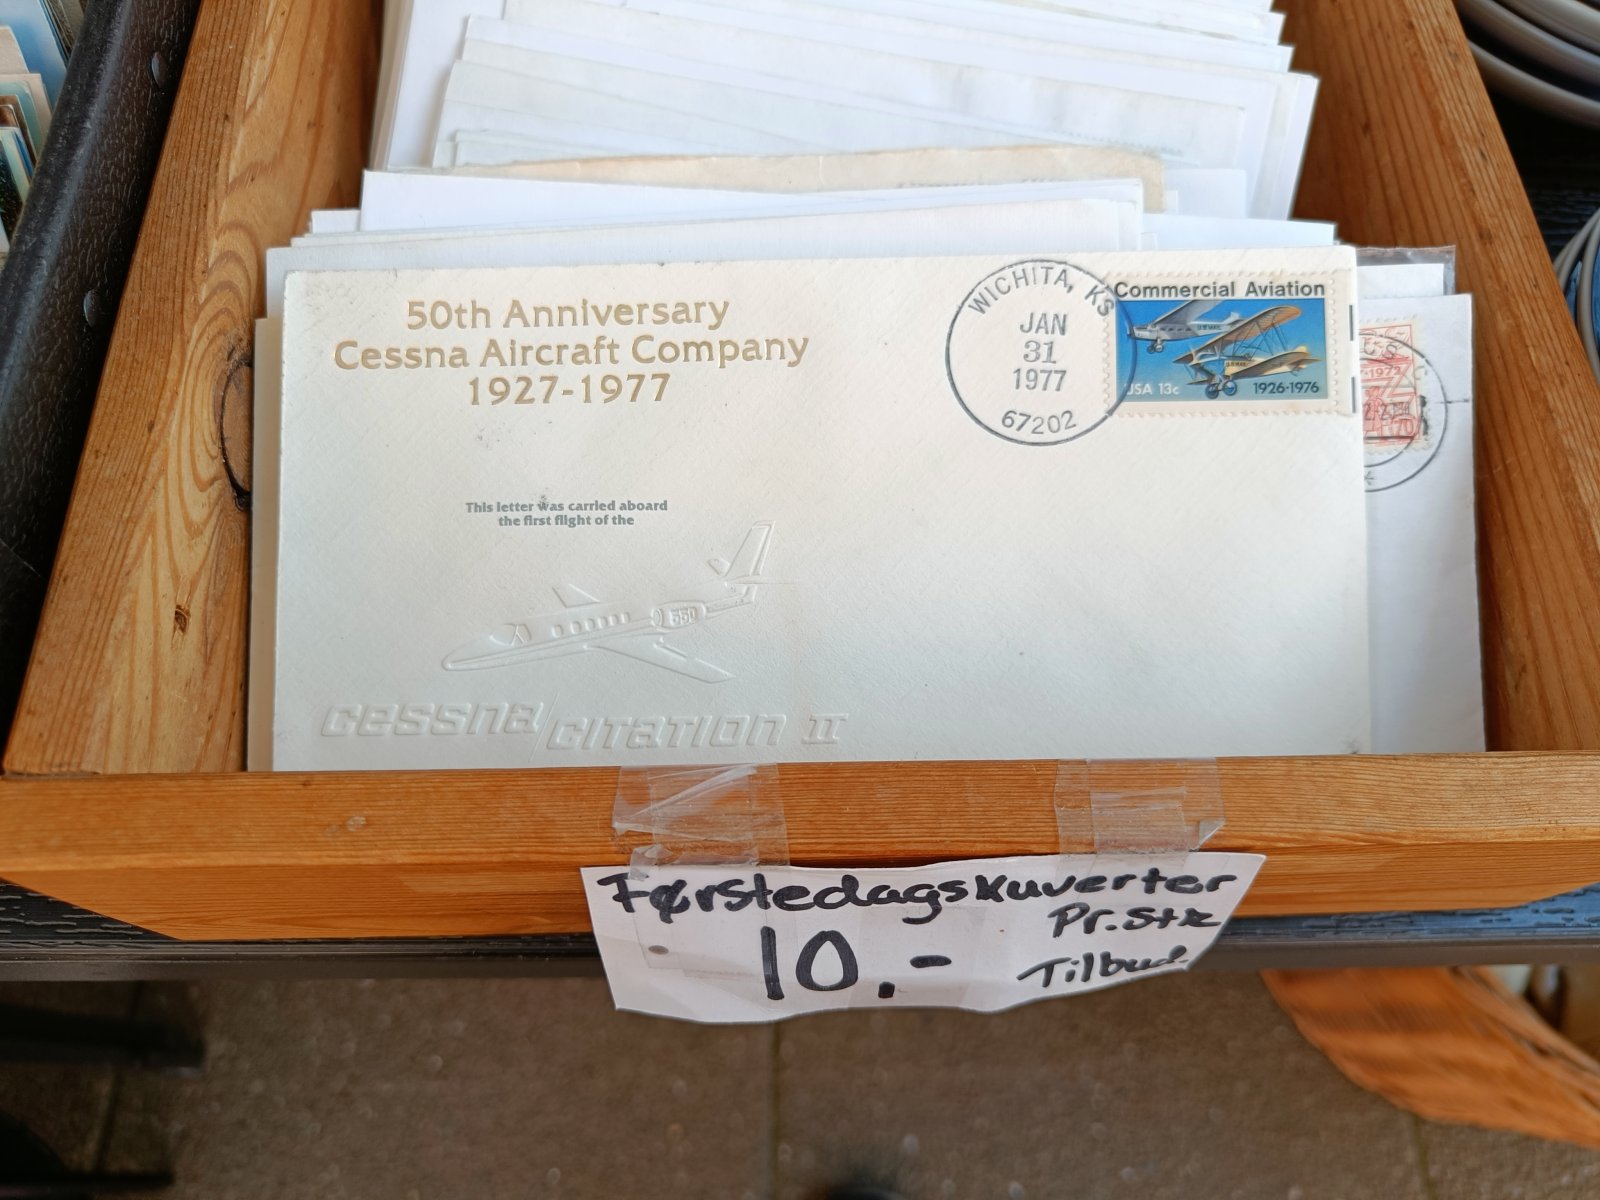 50th Anniversary
Cessna Aircraft Company
1927-1977
WICHITA, KS
JAN
31
1977
67202
Commercial Aviation
U.S. MAIL
U.S. MAIL
USA 13c
1926-1976
This letter was carried aboard
the first flight of the
550
cessna/citation II
Førstedagskuverter
Pr. stk
10.-
Tilbud.